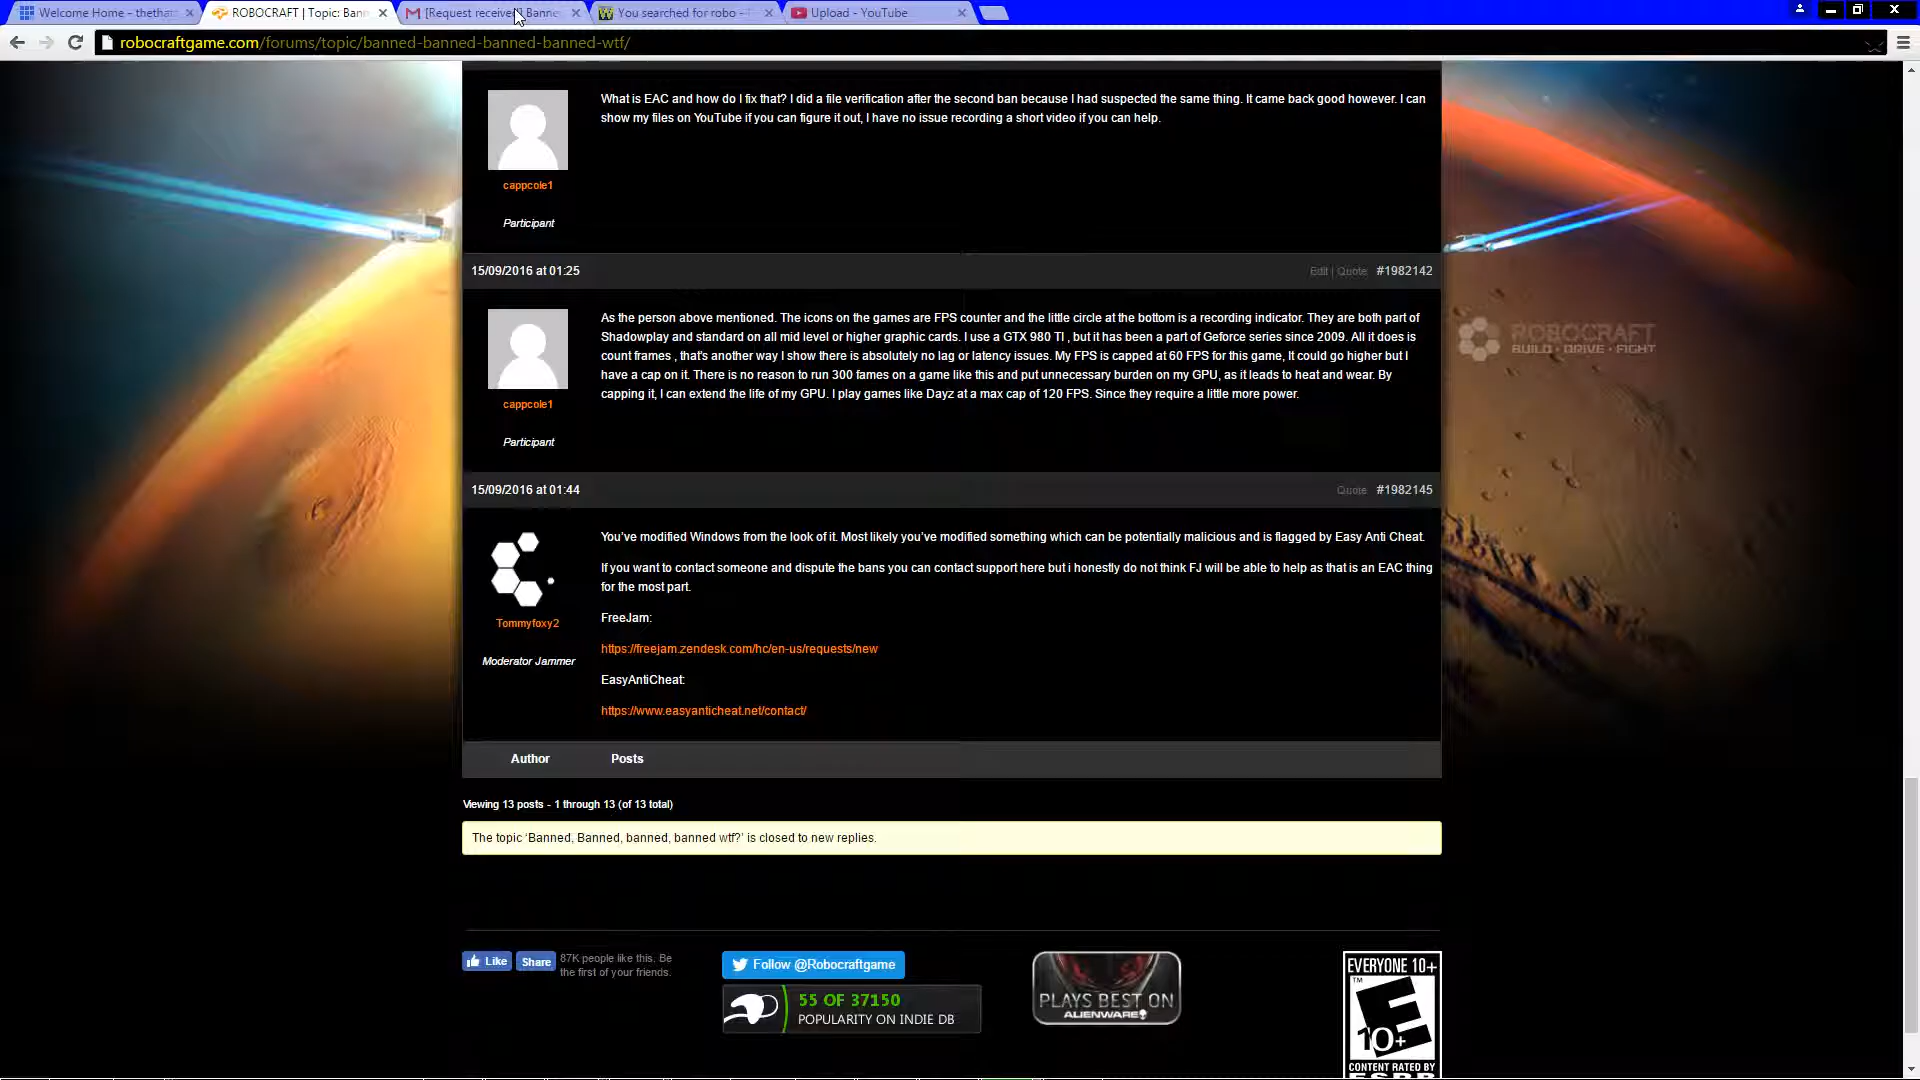 Welcome Home - thethar
ROBOCRAFT | Topic: Bann
[Request received] Banne
You searched for robo -
Upload - YouTube
robocraftgame.com/forums/topic/banned-banned-banned-banned-wtf/
What is EAC and how do I fix that? I did a file verification after the second ban because I had suspected the same thing. It came back good however. I can
show my files on YouTube if you can figure it out, I have no issue recording a short video if you can help.
cappcole1
Participant
15/09/2016 at 01:25
Edit | Quote #1982142
As the person above mentioned. The icons on the games are FPS counter and the little circle at the bottom is a recording indicator. They are both part of
Shadowplay and standard on all mid level or higher graphic cards. I use a GTX 980 TI , but it has been a part of Geforce series since 2009. All it does is
count frames , that's another way I show there is absolutely no lag or latency issues. My FPS is capped at 60 FPS for this game, It could go higher but I
have a cap on it. There is no reason to run 300 fames on a game like this and put unnecessary burden on my GPU, as it leads to heat and wear. By
capping it, I can extend the life of my GPU. I play games like Dayz at a max cap of 120 FPS. Since they require a little more power.
cappcole1
Participant
ROBOCRAFT
BUILD · DRIVE · FIGHT
15/09/2016 at 01:44
Quote #1982145
You've modified Windows from the look of it. Most likely you've modified something which can be potentially malicious and is flagged by Easy Anti Cheat.
If you want to contact someone and dispute the bans you can contact support here but i honestly do not think FJ will be able to help as that is an EAC thing
for the most part.
FreeJam:
https://freejam.zendesk.com/hc/en-us/requests/new
EasyAntiCheat:
https://www.easyanticheat.net/contact/
Tommyfoxy2
Moderator Jammer
Author Posts
Viewing 13 posts - 1 through 13 (of 13 total)
The topic ‘Banned, Banned, banned, banned wtf?’ is closed to new replies.
Like Share 87K people like this. Be
the first of your friends.
Follow @Robocraftgame
55 OF 37150
POPULARITY ON INDIE DB
PLAYS BEST ON
ALIENWARE
EVERYONE 10+
E
10+
TM
CONTENT RATED BY
ESRB